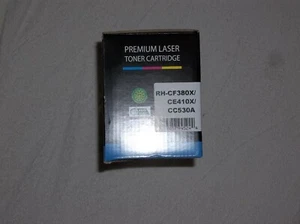 PREMIUM LASER
TONER CARTRIDGE
RH-CF380X/
CE410X/
CC530A